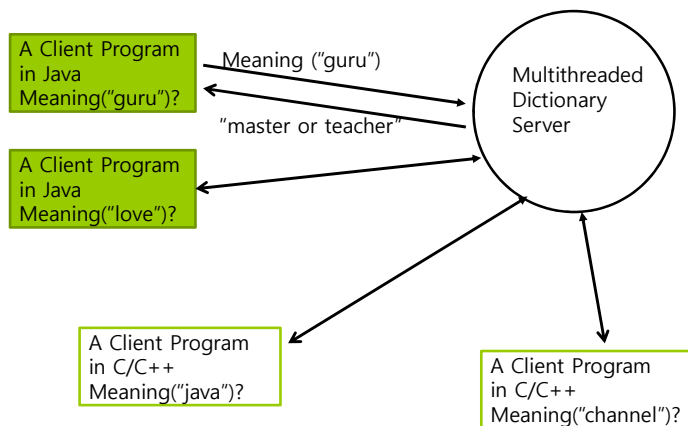 A Client Program
in Java
Meaning("guru")?
Meaning ("guru")
"master or teacher"
Multithreaded
Dictionary
Server
A Client Program
in Java
Meaning("love")?
A Client Program
in C/C++
Meaning("java")?
A Client Program
in C/C++
Meaning("channel")?